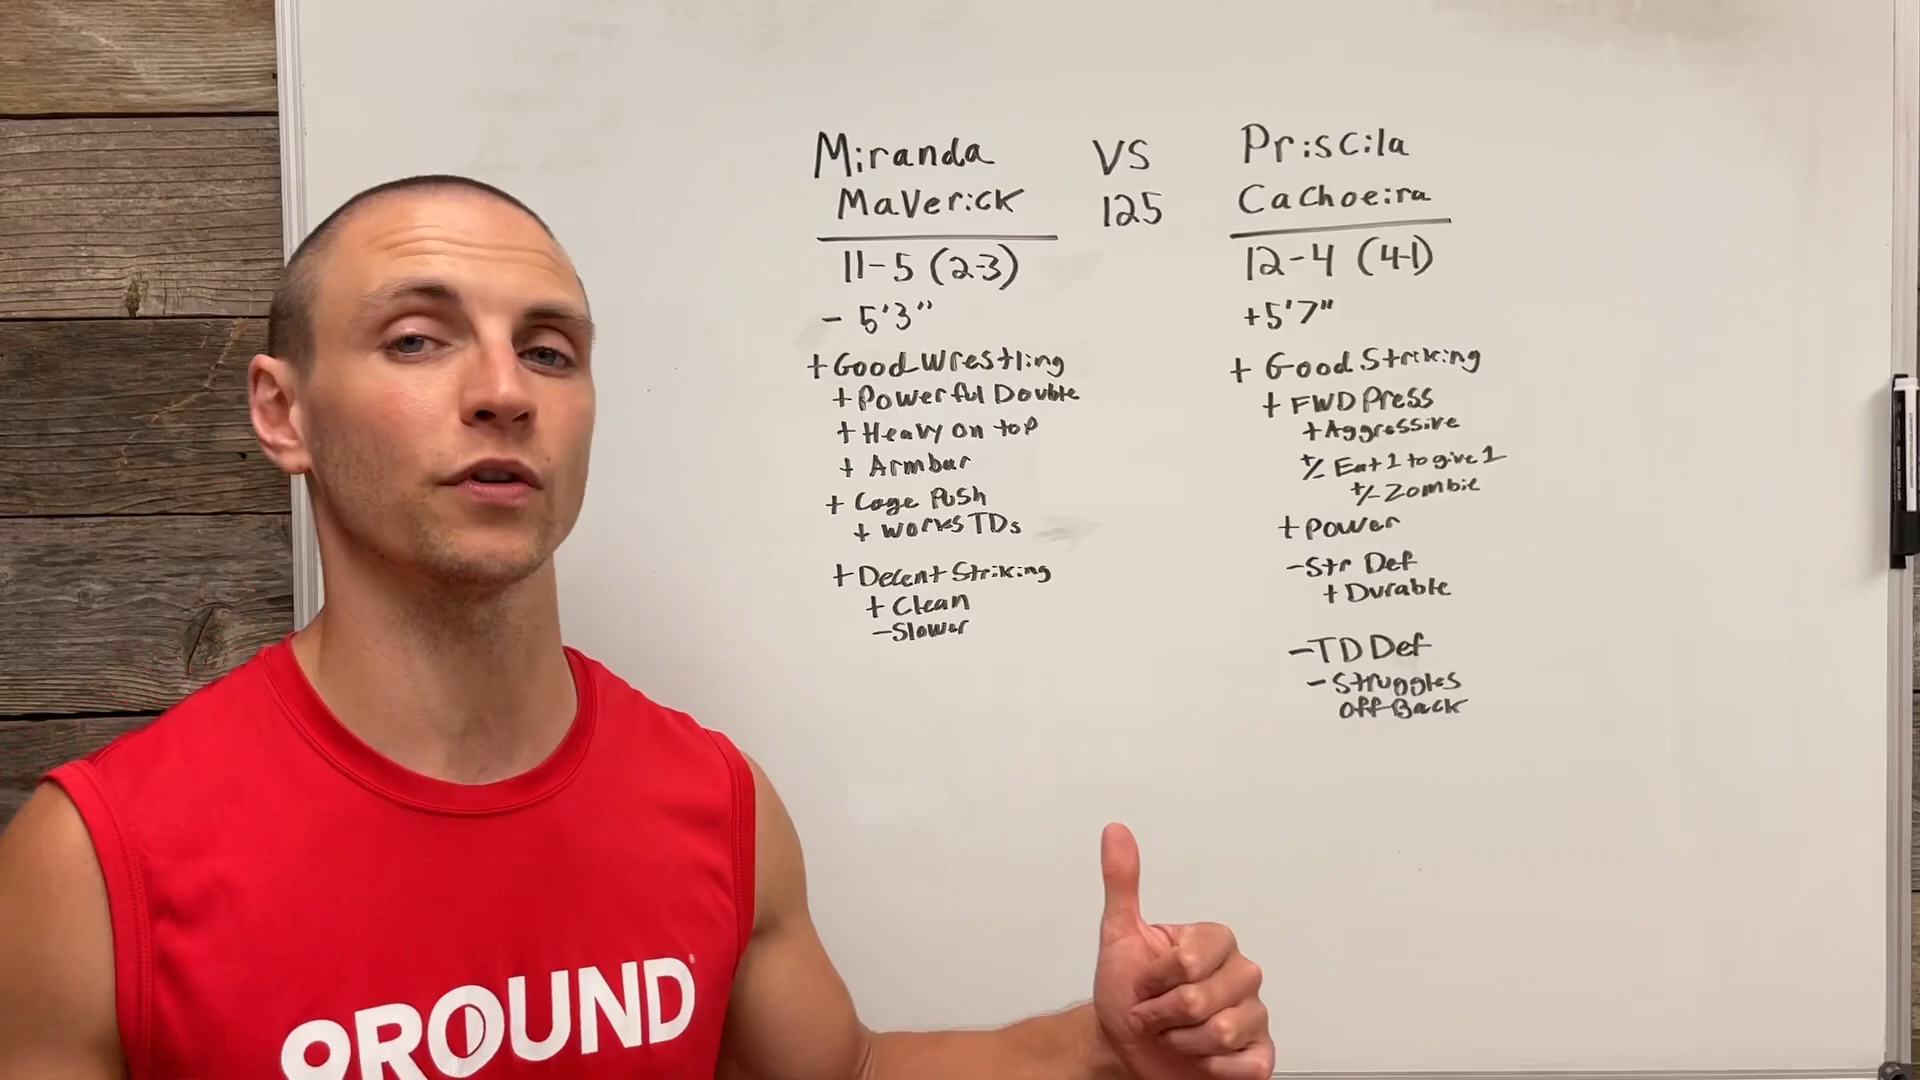 Miranda
Maverick
11-5 (2-3)
- 5'3"
+ Good Wrestling
+ Powerful Double
+ Heavy on top
+ Armbar
+ Cage Push
+ Works TDs
+ Decent Striking
+ Clean
- Slower
VS
125
Priscila
Cachoeira
12-4 (4-1)
+ 5'7"
+ Good Striking
+ FWD Press
+ Aggressive
+/- Eat 1 to give 1
+/- Zombie
+ Power
- Str Def
+ Durable
- TD Def
- Struggles
off Back
9ROUND